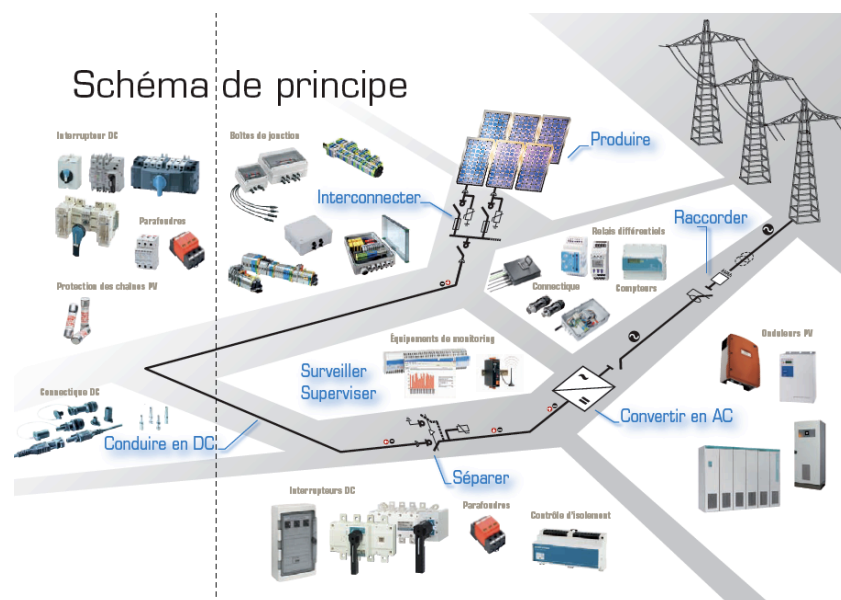 Schéma de principe
Interrupteur DC
Boîtes de jonction
Produire
Interconnecter
Parafoudres
Raccorder
Relais différentiels
Protection des chaînes PV
Connectique
Compteurs
Équipements de monitoring
Onduleurs PV
Surveiller
Superviser
Connectique DC
Convertir en AC
Conduire en DC
Séparer
Interrupteurs DC
Parafoudres
Contrôle d'isolement